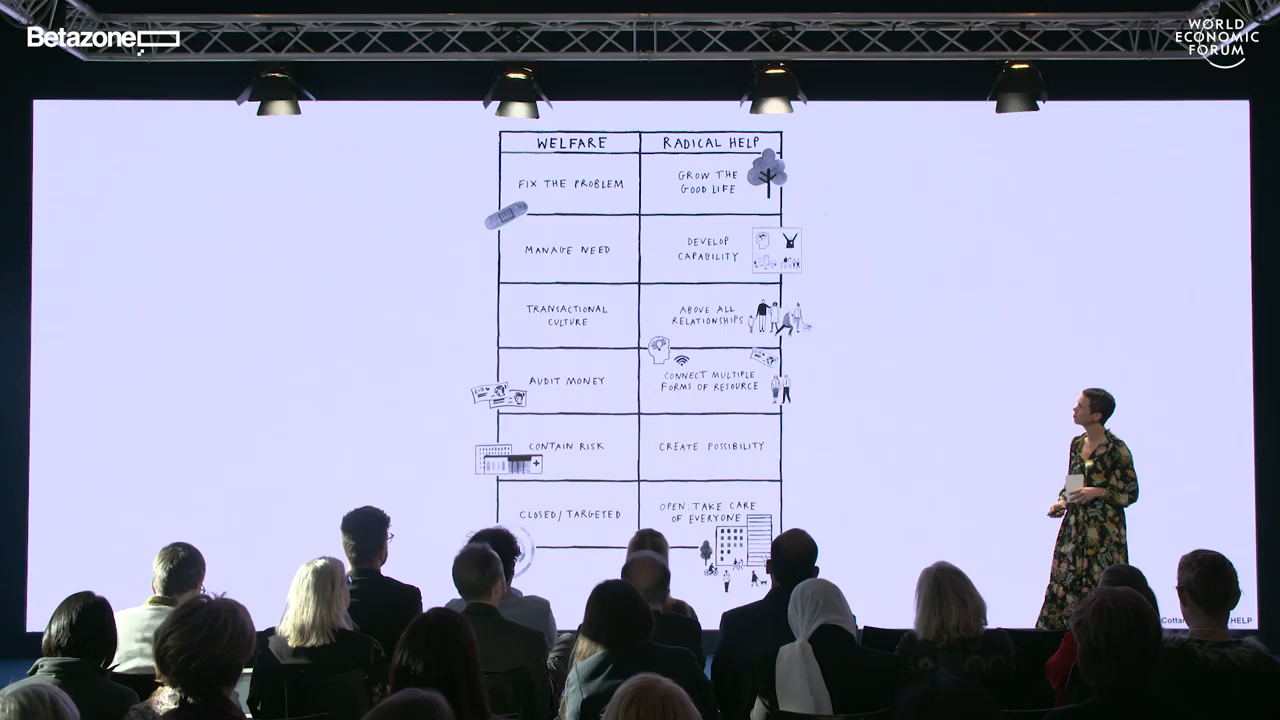 Betazone
WORLD
ECONOMIC
FORUM
WELFARE
RADICAL HELP
FIX THE PROBLEM
GROW THE
GOOD LIFE
MANAGE NEED
DEVELOP
CAPABILITY
TRANSACTIONAL
CULTURE
ABOVE ALL
RELATIONSHIPS
AUDIT MONEY
CONNECT MULTIPLE
FORMS OF RESOURCE
CONTAIN RISK
CREATE POSSIBILITY
CLOSED/TARGETED
OPEN: TAKE CARE
OF EVERYONE
HELP